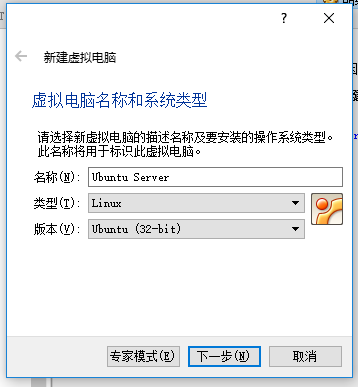 ?
新建虚拟电脑
虚拟电脑名称和系统类型
请选择新虚拟电脑的描述名称及要安装的操作系统类型。
此名称将用于标识此虚拟电脑。
名称(N): Ubuntu Server
类型(T): Linux
版本(V): Ubuntu (32-bit)
专家模式(E) 下一步(N) 取消